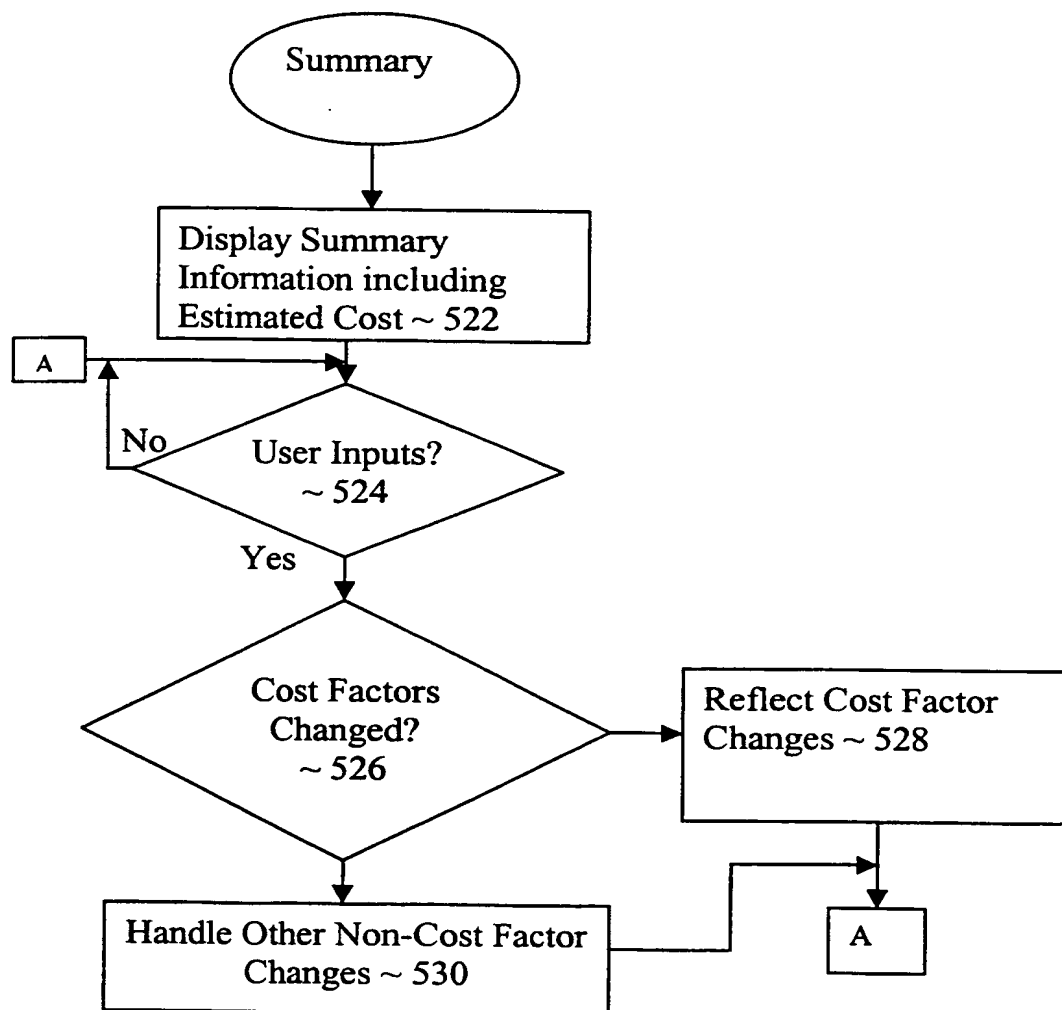 Summary
Display Summary
Information including
Estimated Cost ~ 522
A
No
User Inputs?
~ 524
Yes
Cost Factors
Changed?
~ 526
Reflect Cost Factor
Changes ~ 528
Handle Other Non-Cost Factor
Changes ~ 530
A